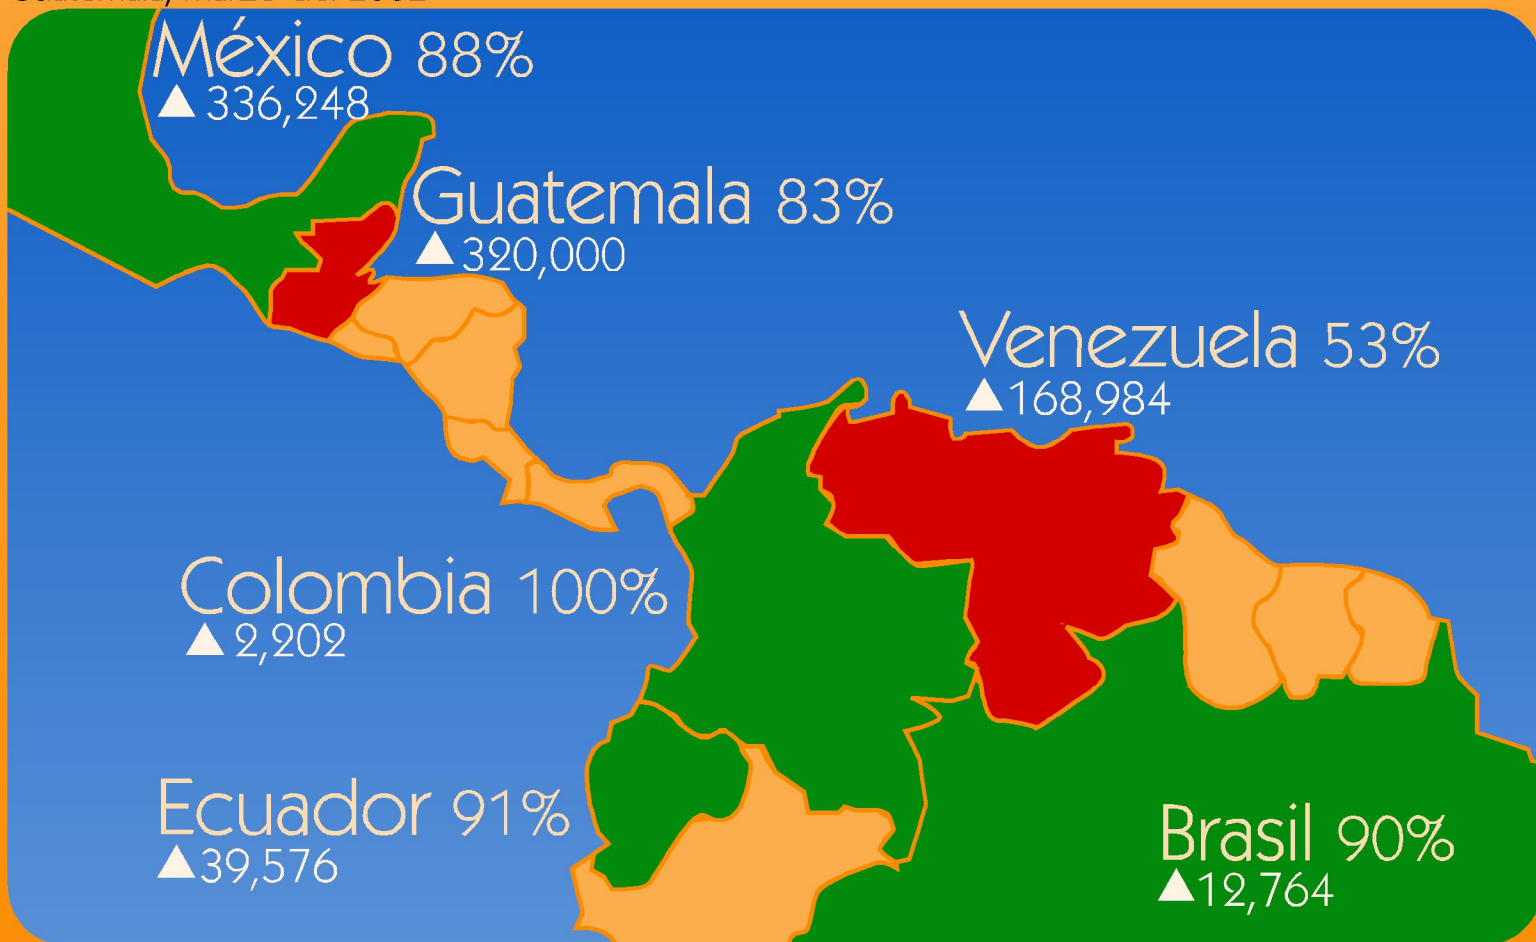 México 88%
▲ 336,248
Guatemala 83%
▲ 320,000
Venezuela 53%
▲ 168,984
Colombia 100%
▲ 2,202
Ecuador 91%
▲ 39,576
Brasil 90%
▲ 12,764